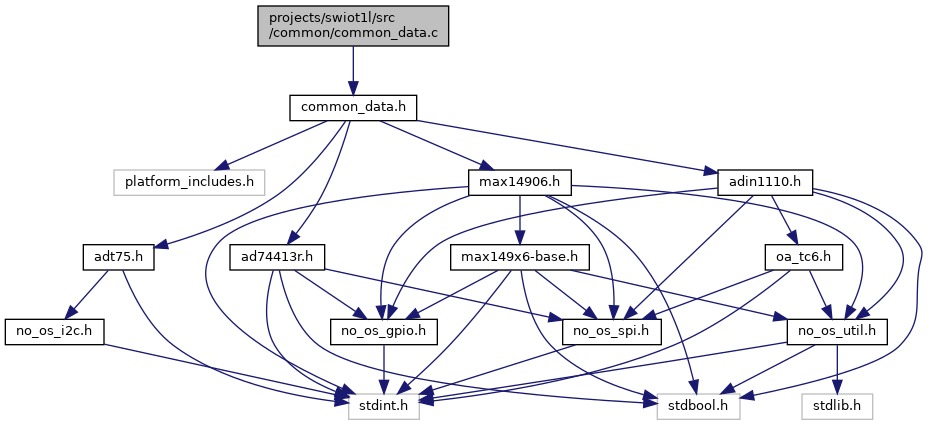 projects/swiot1l/src
/common/common_data.c
common_data.h
platform_includes.h
max14906.h
adin1110.h
adt75.h
ad74413r.h
max149x6-base.h
oa_tc6.h
no_os_i2c.h
no_os_gpio.h
no_os_spi.h
no_os_util.h
stdint.h
stdbool.h
stdlib.h